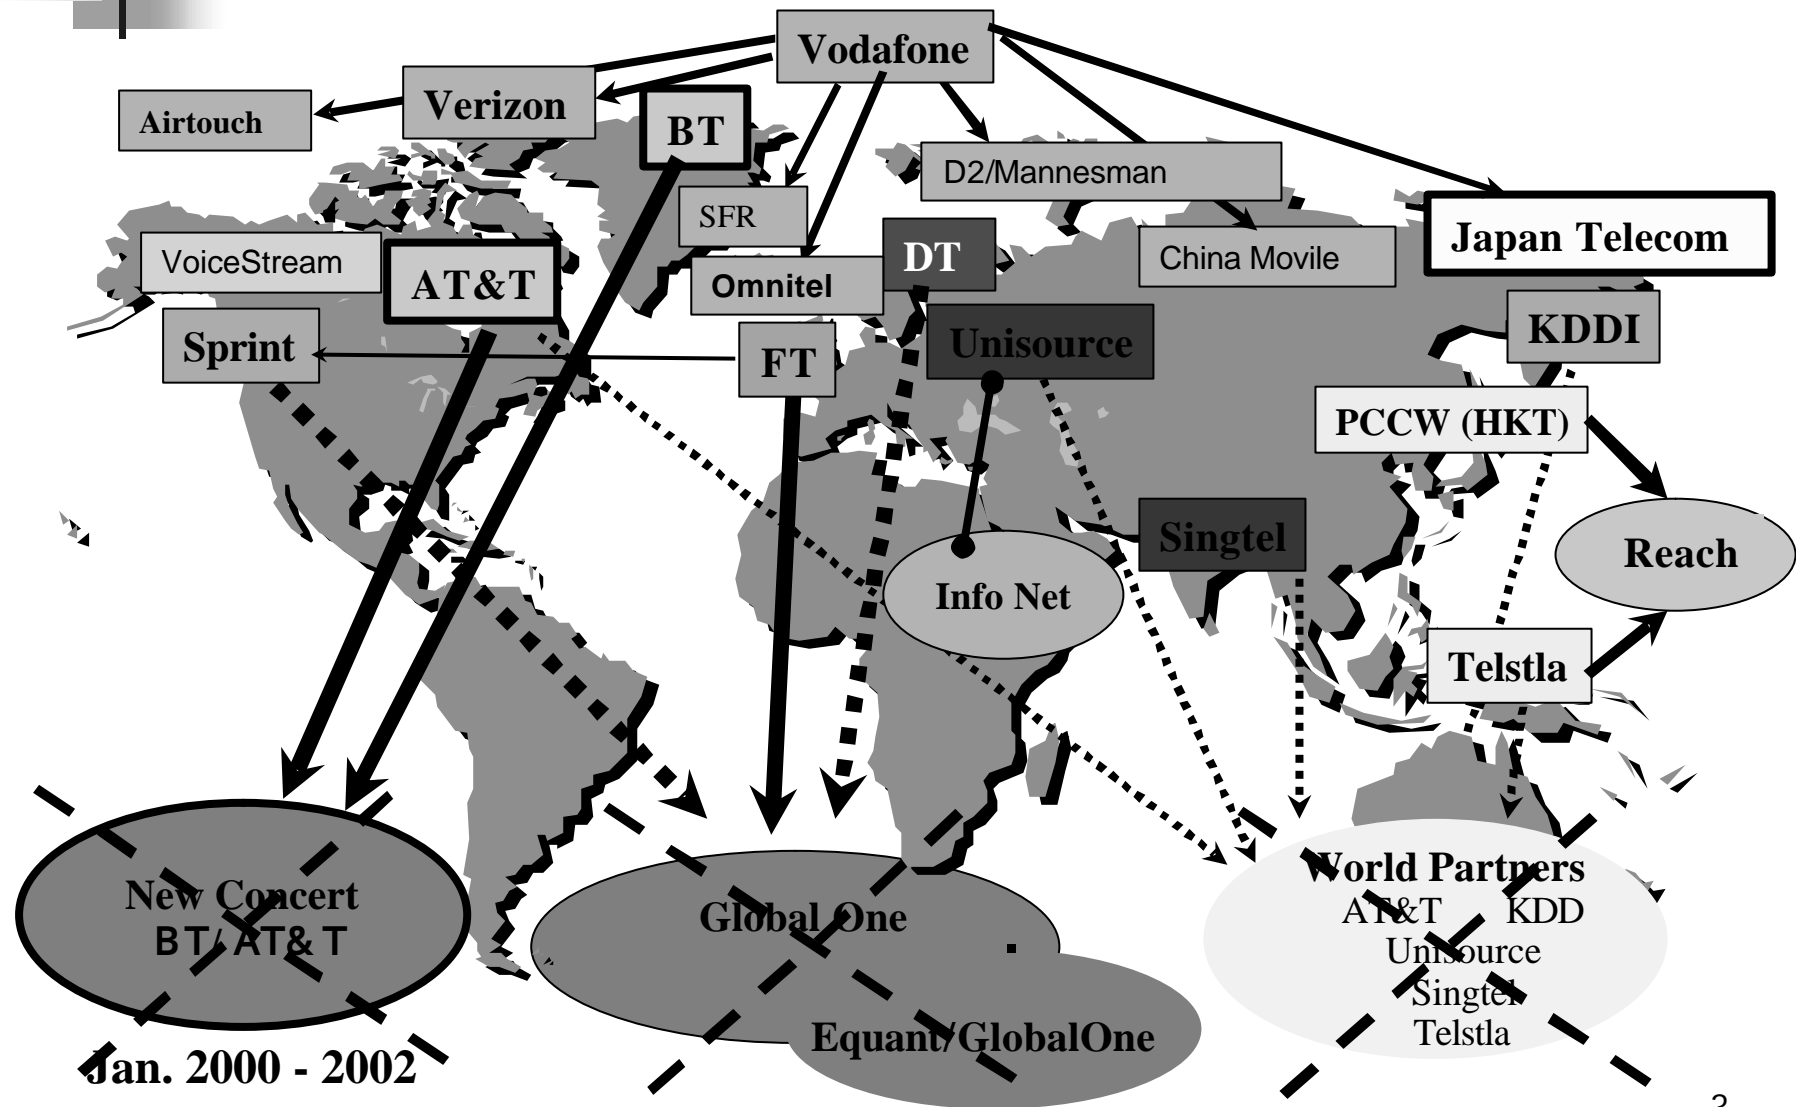 Vodafone
Verizon
Airtouch
BT
D2/Mannesman
SFR
Japan Telecom
VoiceStream
AT&T
DT
China Movile
Omnitel
Sprint
FT
Unisource
KDDI
PCCW (HKT)
Singtel
Reach
Info Net
Telstla
New Concert
BT/ AT&T
Global One
Equant/GlobalOne
World Partners
AT&T KDD
Unisource
Singtel
Telstla
Jan. 2000 - 2002
3